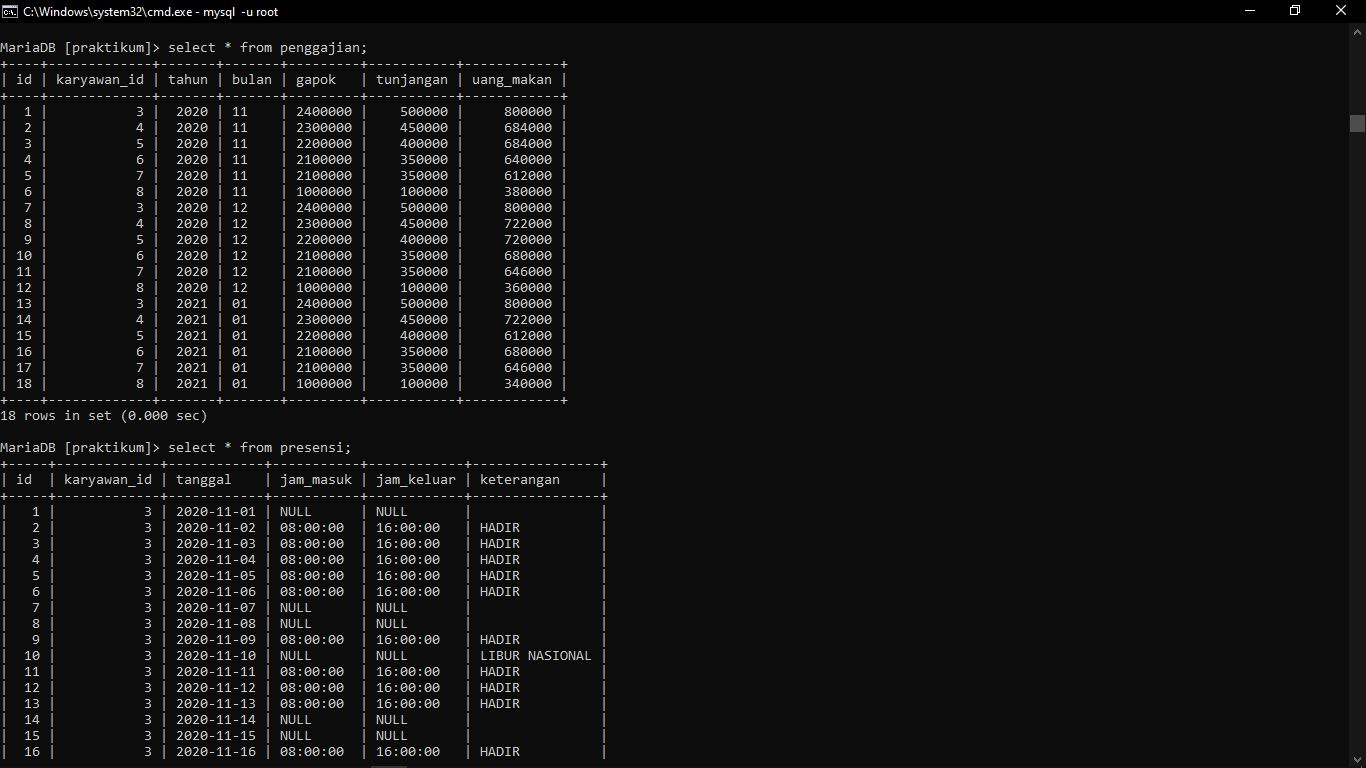 C:\Windows\system32\cmd.exe - mysql  -u root
MariaDB [praktikum]> select * from penggajian;
+----+-------------+-------+-------+---------+-----------+------------+
| id | karyawan_id | tahun | bulan | gapok   | tunjangan | uang_makan |
+----+-------------+-------+-------+---------+-----------+------------+
|  1 |           3 |  2020 | 11    | 2400000 |    500000 |     800000 |
|  2 |           4 |  2020 | 11    | 2300000 |    450000 |     684000 |
|  3 |           5 |  2020 | 11    | 2200000 |    400000 |     684000 |
|  4 |           6 |  2020 | 11    | 2100000 |    350000 |     640000 |
|  5 |           7 |  2020 | 11    | 2100000 |    350000 |     612000 |
|  6 |           8 |  2020 | 11    | 1000000 |    100000 |     380000 |
|  7 |           3 |  2020 | 12    | 2400000 |    500000 |     800000 |
|  8 |           4 |  2020 | 12    | 2300000 |    450000 |     722000 |
|  9 |           5 |  2020 | 12    | 2200000 |    400000 |     720000 |
| 10 |           6 |  2020 | 12    | 2100000 |    350000 |     680000 |
| 11 |           7 |  2020 | 12    | 2100000 |    350000 |     646000 |
| 12 |           8 |  2020 | 12    | 1000000 |    100000 |     360000 |
| 13 |           3 |  2021 | 01    | 2400000 |    500000 |     800000 |
| 14 |           4 |  2021 | 01    | 2300000 |    450000 |     722000 |
| 15 |           5 |  2021 | 01    | 2200000 |    400000 |     612000 |
| 16 |           6 |  2021 | 01    | 2100000 |    350000 |     680000 |
| 17 |           7 |  2021 | 01    | 2100000 |    350000 |     646000 |
| 18 |           8 |  2021 | 01    | 1000000 |    100000 |     340000 |
+----+-------------+-------+-------+---------+-----------+------------+
18 rows in set (0.000 sec)
MariaDB [praktikum]> select * from presensi;
+-----+-------------+------------+-----------+------------+----------------+
| id  | karyawan_id | tanggal    | jam_masuk | jam_keluar | keterangan     |
+-----+-------------+------------+-----------+------------+----------------+
|   1 |           3 | 2020-11-01 | NULL      | NULL       |                |
|   2 |           3 | 2020-11-02 | 08:00:00  | 16:00:00   | HADIR          |
|   3 |           3 | 2020-11-03 | 08:00:00  | 16:00:00   | HADIR          |
|   4 |           3 | 2020-11-04 | 08:00:00  | 16:00:00   | HADIR          |
|   5 |           3 | 2020-11-05 | 08:00:00  | 16:00:00   | HADIR          |
|   6 |           3 | 2020-11-06 | 08:00:00  | 16:00:00   | HADIR          |
|   7 |           3 | 2020-11-07 | NULL      | NULL       |                |
|   8 |           3 | 2020-11-08 | NULL      | NULL       |                |
|   9 |           3 | 2020-11-09 | 08:00:00  | 16:00:00   | HADIR          |
|  10 |           3 | 2020-11-10 | NULL      | NULL       | LIBUR NASIONAL |
|  11 |           3 | 2020-11-11 | 08:00:00  | 16:00:00   | HADIR          |
|  12 |           3 | 2020-11-12 | 08:00:00  | 16:00:00   | HADIR          |
|  13 |           3 | 2020-11-13 | 08:00:00  | 16:00:00   | HADIR          |
|  14 |           3 | 2020-11-14 | NULL      | NULL       |                |
|  15 |           3 | 2020-11-15 | NULL      | NULL       |                |
|  16 |           3 | 2020-11-16 | 08:00:00  | 16:00:00   | HADIR          |